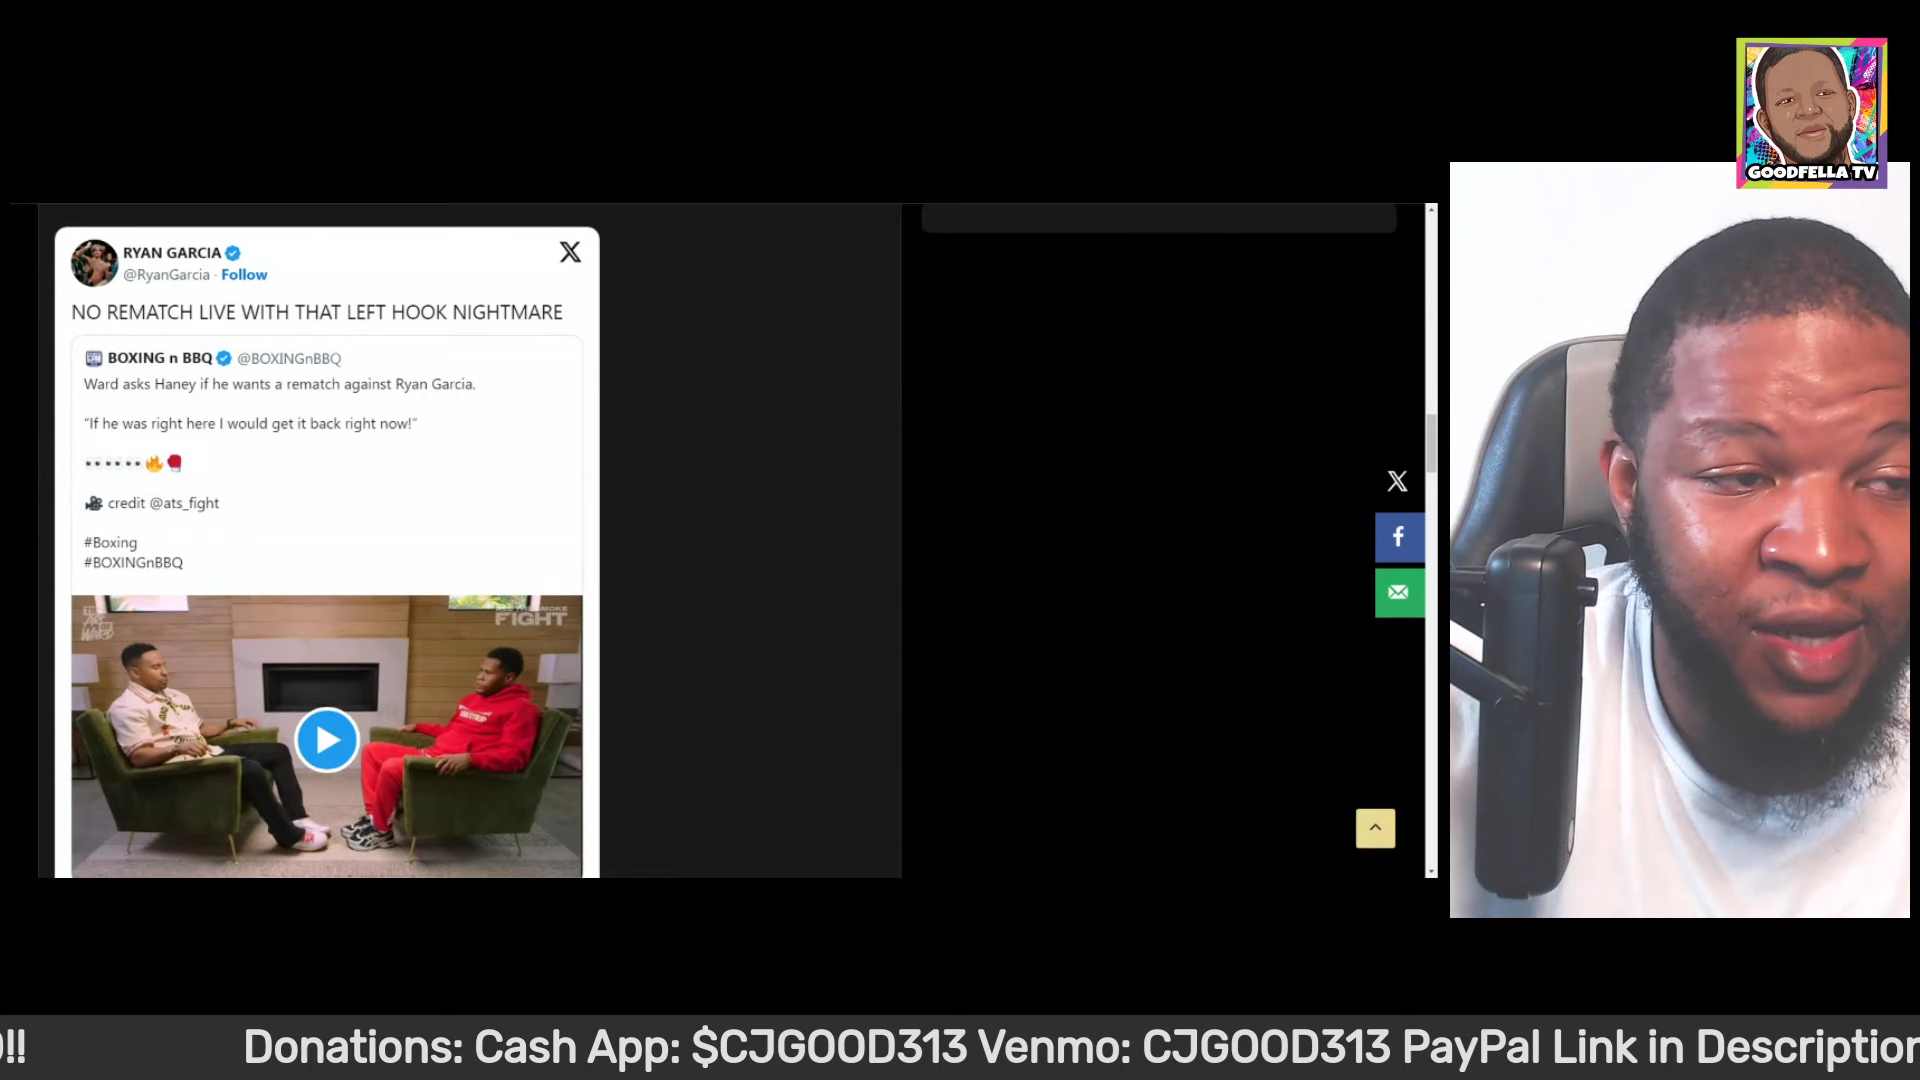 GOODFELLA TV
RYAN GARCIA
@RyanGarcia · Follow
NO REMATCH LIVE WITH THAT LEFT HOOK NIGHTMARE
BOXING n BBQ @BOXINGnBBQ
Ward asks Haney if he wants a rematch against Ryan Garcia.
"If he was right here I would get it back right now!"
credit @ats_fight
#Boxing
#BOXINGnBBQ
FIGHT
!! Donations: Cash App: $CJGOOD313 Venmo: CJGOOD313 PayPal Link in Description